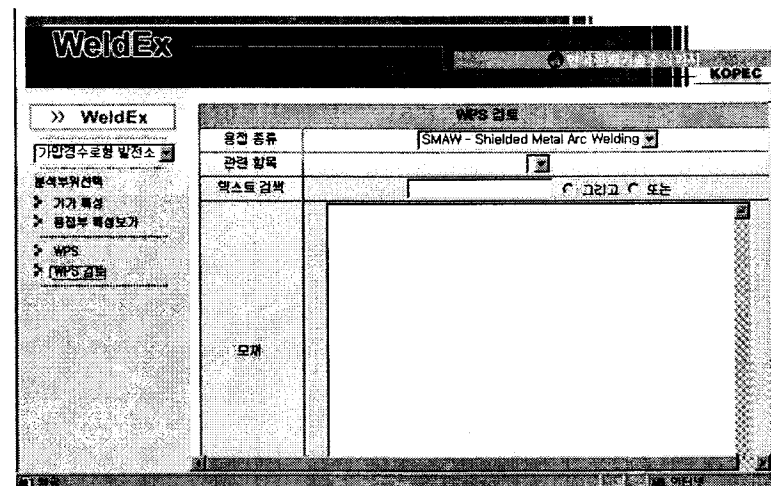 WeldEx
KOPEC
>> WeldEx
가압경수로형 발전소
분석부위선택
기기 특성
용접부 특성보기
WPS
WPS 검토
WPS 검토
용접 종류 SMAW - Shielded Metal Arc Welding
관련 항목
텍스트 검색 그리고 또는
모재